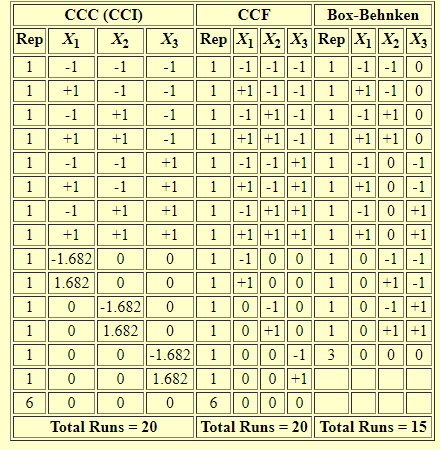 CCC (CCI) CCF Box-Behnken
Rep X1 X2 X3 Rep X1 X2 X3 Rep X1 X2 X3
1 -1 -1 -1 1 -1 -1 -1 1 -1 -1 0
1 +1 -1 -1 1 +1 -1 -1 1 +1 -1 0
1 -1 +1 -1 1 -1 +1 -1 1 -1 +1 0
1 +1 +1 -1 1 +1 +1 -1 1 +1 +1 0
1 -1 -1 +1 1 -1 -1 +1 1 -1 0 -1
1 +1 -1 +1 1 +1 -1 +1 1 +1 0 -1
1 -1 +1 +1 1 -1 +1 +1 1 -1 0 +1
1 +1 +1 +1 1 +1 +1 +1 1 +1 0 +1
1 -1.682 0 0 1 -1 0 0 1 0 -1 -1
1 1.682 0 0 1 +1 0 0 1 0 +1 -1
1 0 -1.682 0 1 0 -1 0 1 0 -1 +1
1 0 1.682 0 1 0 +1 0 1 0 +1 +1
1 0 0 -1.682 1 0 0 -1 3 0 0 0
1 0 0 1.682 1 0 0 +1
6 0 0 0 6 0 0 0
Total Runs = 20 Total Runs = 20 Total Runs = 15